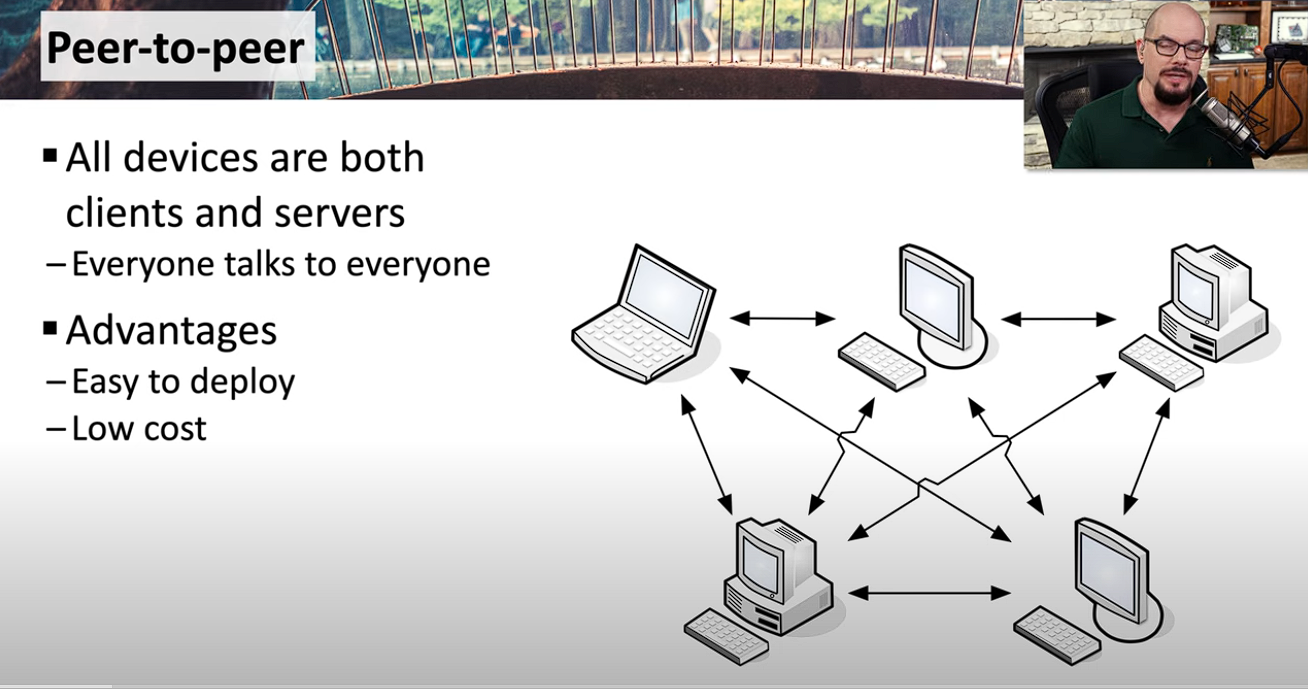 Peer-to-peer
▪ All devices are both
clients and servers
– Everyone talks to everyone
▪ Advantages
– Easy to deploy
– Low cost